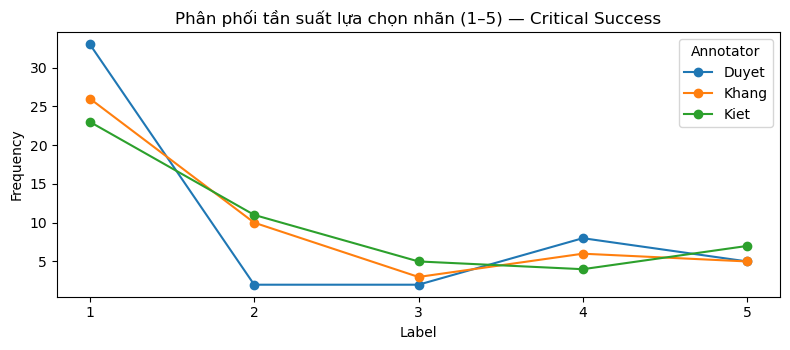 Phân phối tần suất lựa chọn nhãn (1–5) — Critical Success
Frequency
30
25
20
15
10
5
1
2
3
4
5
Label
Annotator
Duyet
Khang
Kiet